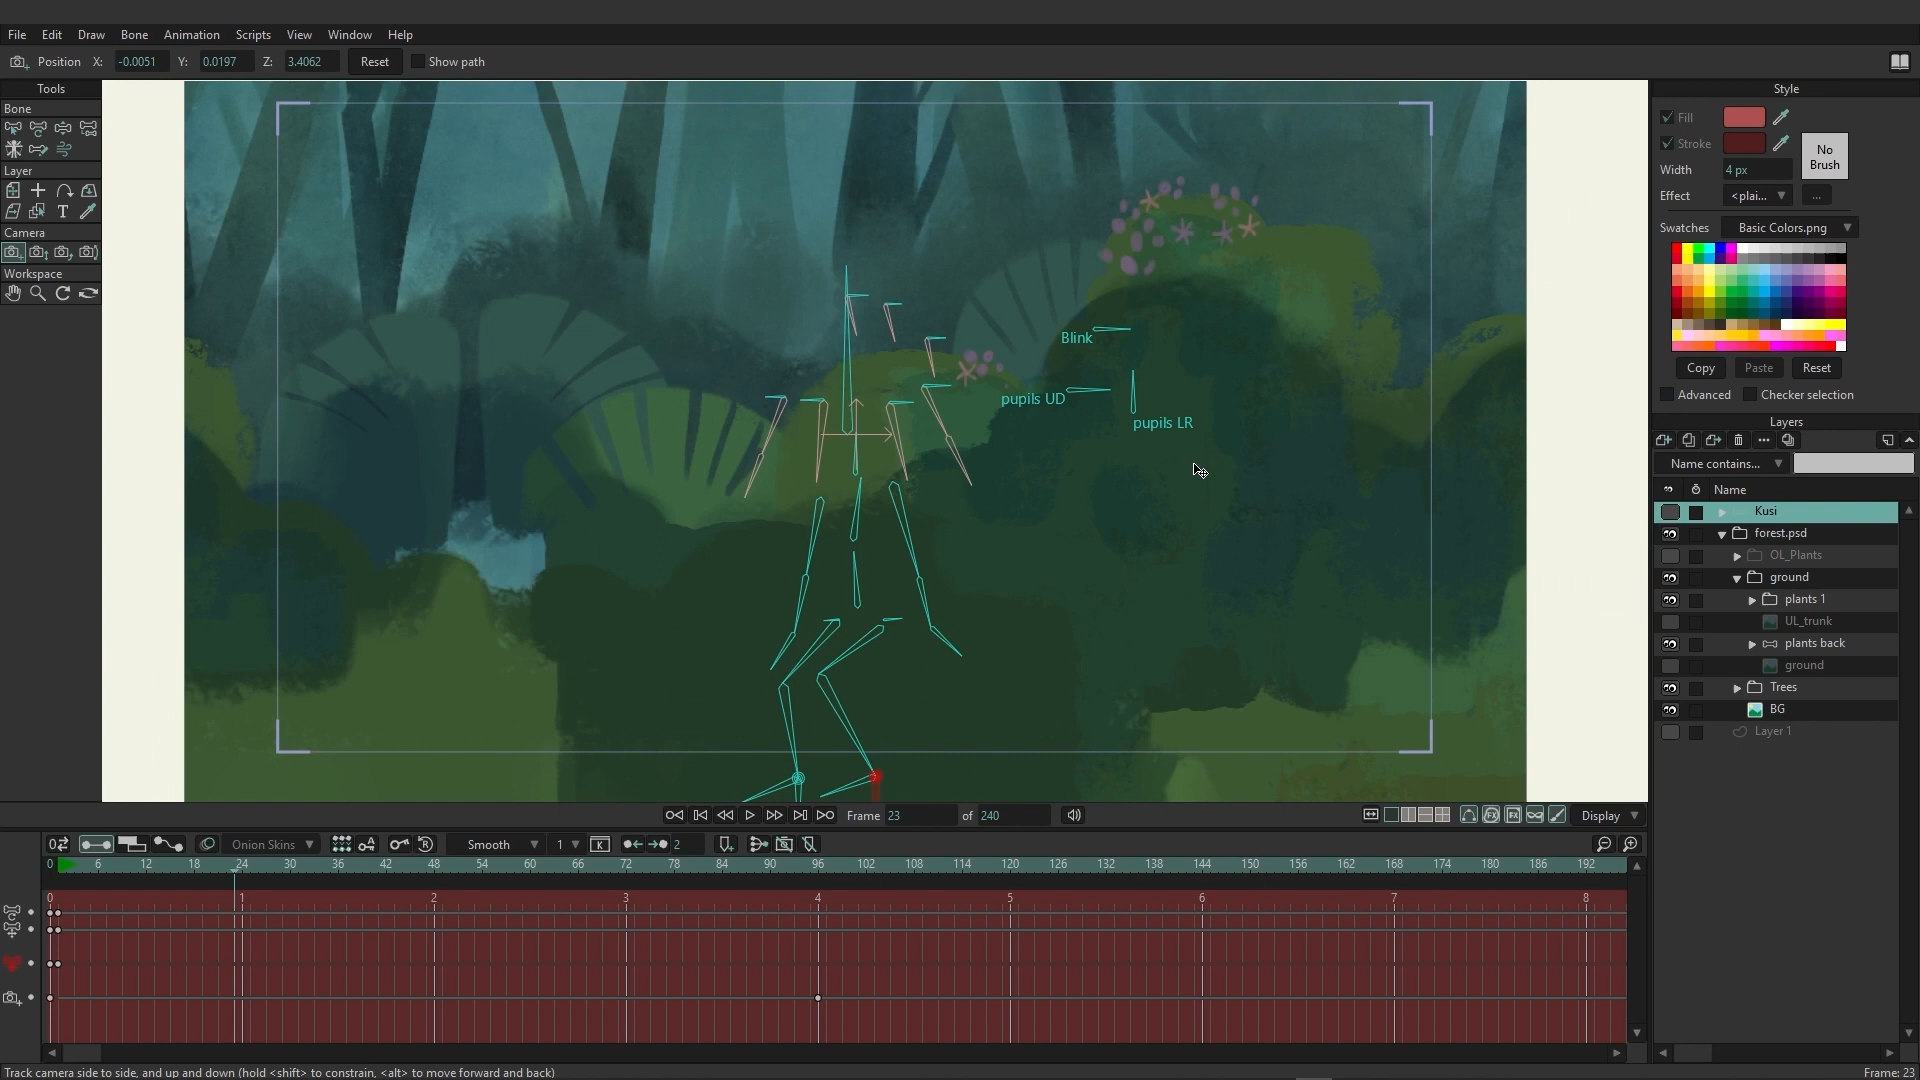 File Edit Draw Bone Animation Scripts View Window Help
Position X: -0.0051 Y: 0.0197 Z: 3.4062 Reset Show path
Tools
Bone
Layer
T
Camera
Workspace
Blink
pupils UD
pupils LR
Style
Fill
Stroke
No
Brush
Width 4 px
Effect <plai... ...
Swatches Basic Colors.png
Copy Paste Reset
Advanced Checker selection
Layers
Name contains...
Name
Kusi
forest.psd
OL_Plants
ground
plants 1
UL_trunk
plants back
ground
Trees
BG
Layer 1
Frame 23 of 240 Display
Onion Skins Smooth 1 K 2
0 6 12 18 24 30 36 42 48 54 60 66 72 78 84 90 96 102 108 114 120 126 132 138 144 150 156 162 168 174 180 186 192
0 1 2 3 4 5 6 7 8
Track camera side to side, and up and down (hold <shift> to constrain, <alt> to move forward and back) Frame: 23